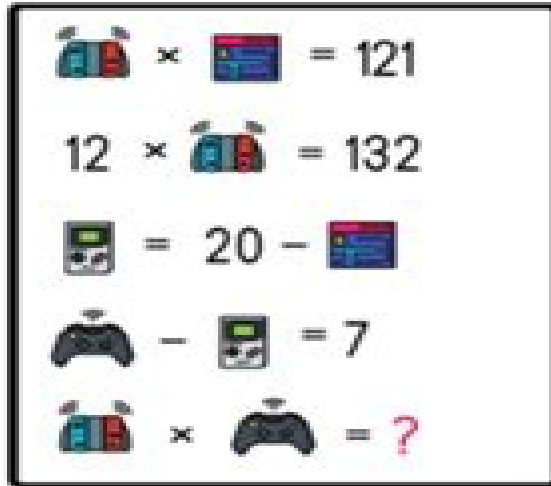 × = 121
12 × = 132
= 20 -
- = 7
× = ?